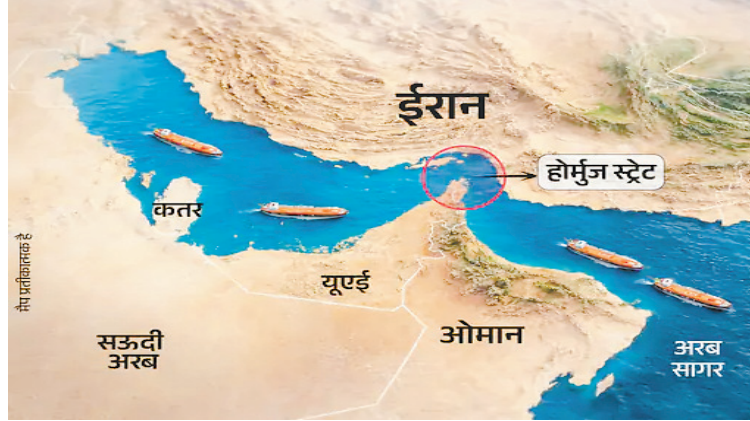 ईरान
होर्मुज स्ट्रेट
कतर
यूएई
सऊदी
अरब
ओमान
अरब
सागर
मैप प्रतीकात्मक है